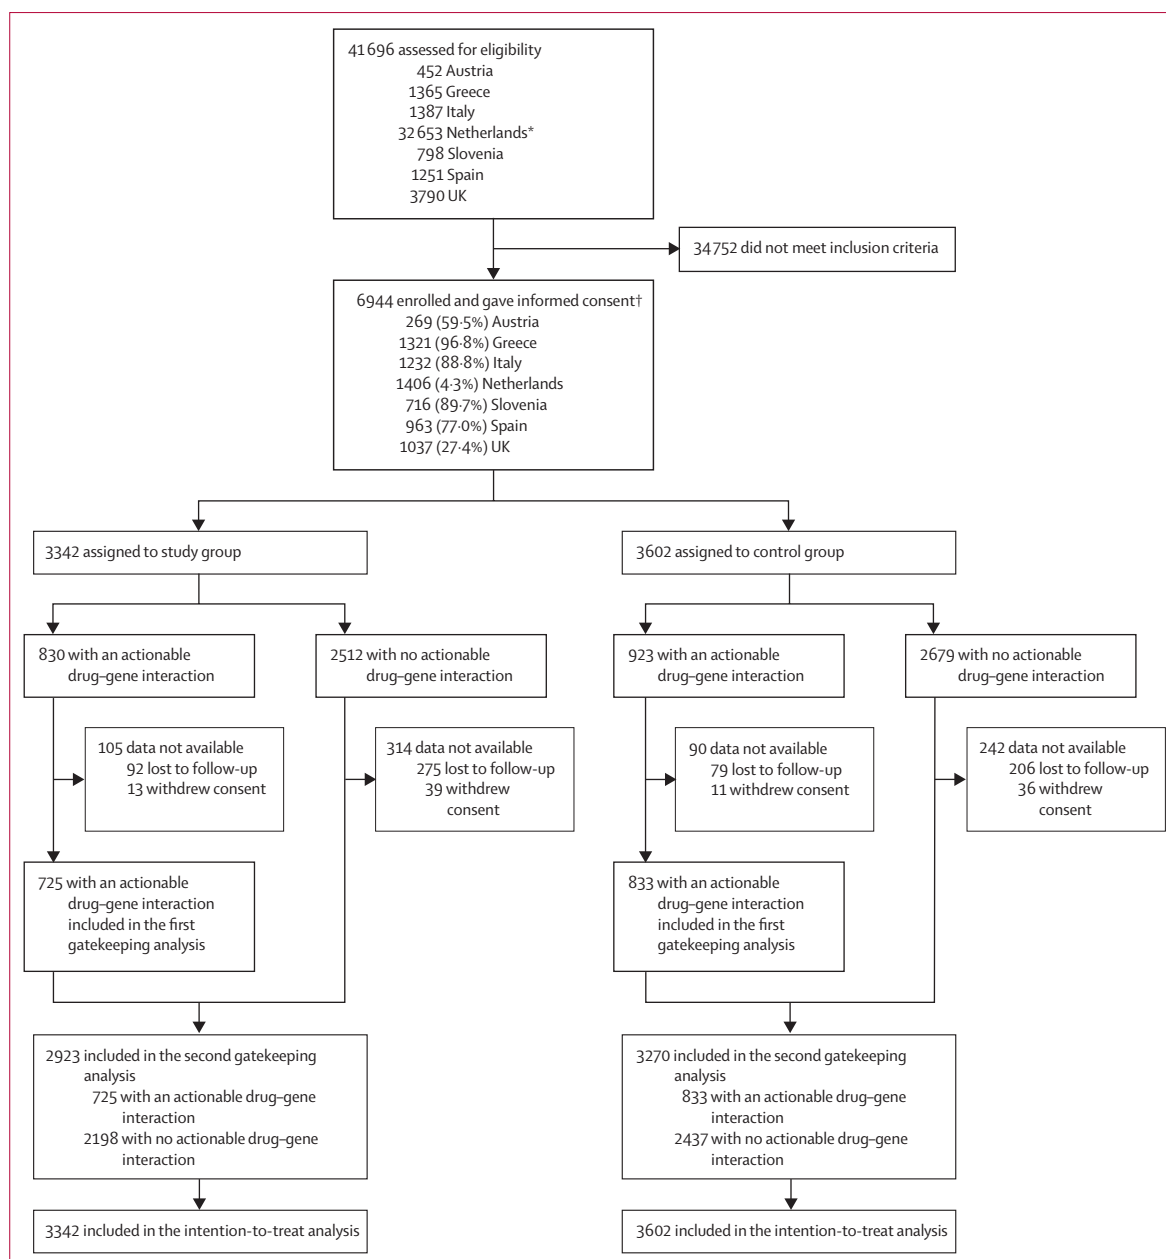 41 696 assessed for eligibility
452 Austria
1365 Greece
1387 Italy
32 653 Netherlands*
798 Slovenia
1251 Spain
3790 UK
34 752 did not meet inclusion criteria
6944 enrolled and gave informed consent†
269 (59·5%) Austria
1321 (96·8%) Greece
1232 (88·8%) Italy
1406 (4·3%) Netherlands
716 (89·7%) Slovenia
963 (77·0%) Spain
1037 (27·4%) UK
3342 assigned to study group
3602 assigned to control group
830 with an actionable
drug–gene interaction
2512 with no actionable
drug–gene interaction
923 with an actionable
drug–gene interaction
2679 with no actionable
drug–gene interaction
105 data not available
92 lost to follow-up
13 withdrew consent
314 data not available
275 lost to follow-up
39 withdrew
consent
90 data not available
79 lost to follow-up
11 withdrew consent
242 data not available
206 lost to follow-up
36 withdrew
consent
725 with an actionable
drug–gene interaction
included in the first
gatekeeping analysis
833 with an actionable
drug–gene interaction
included in the first
gatekeeping analysis
2923 included in the second gatekeeping
analysis
725 with an actionable drug–gene
interaction
2198 with no actionable drug–gene
interaction
3270 included in the second gatekeeping
analysis
833 with an actionable drug–gene
interaction
2437 with no actionable drug–gene
interaction
3342 included in the intention-to-treat analysis
3602 included in the intention-to-treat analysis